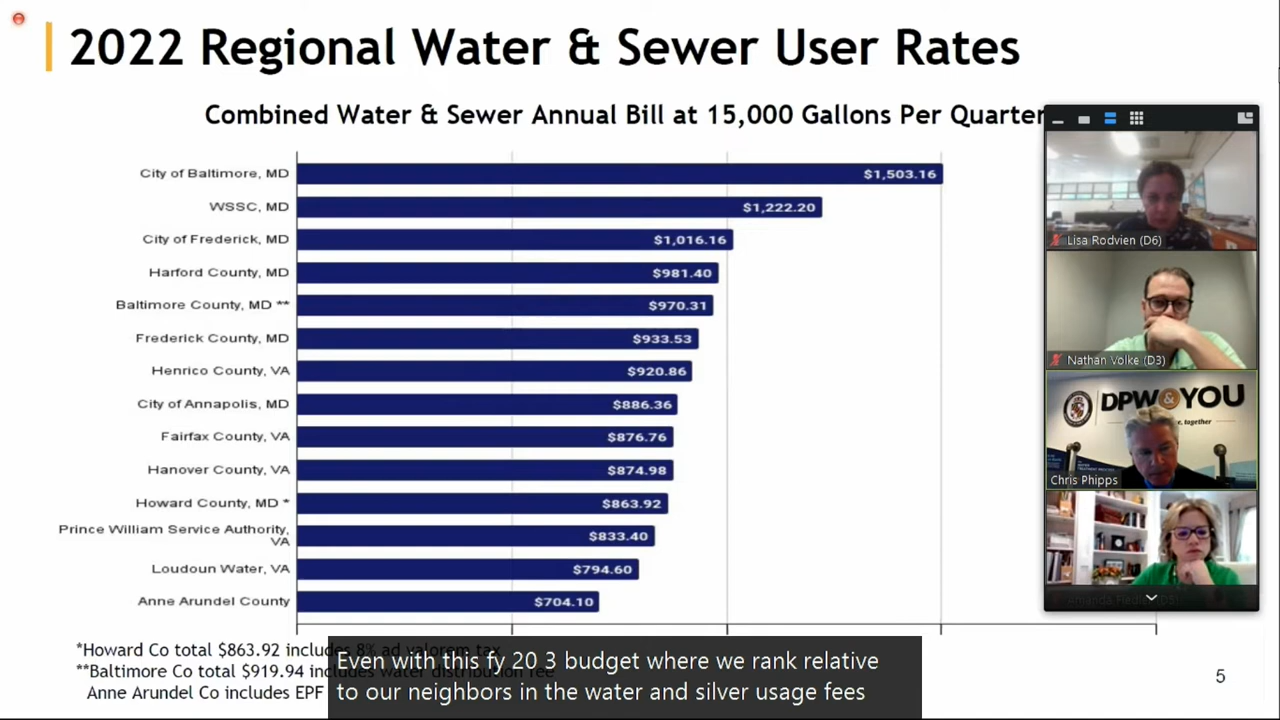 2022 Regional Water & Sewer User Rates
Combined Water & Sewer Annual Bill at 15,000 Gallons Per Quarter
City of Baltimore, MD $1,503.16
WSSC, MD $1,222.20
City of Frederick, MD $1,016.16
Harford County, MD $981.40
Baltimore County, MD ** $970.31
Frederick County, MD $933.53
Henrico County, VA $920.86
City of Annapolis, MD $886.36
Fairfax County, VA $876.76
Hanover County, VA $874.98
Howard County, MD * $863.92
Prince William Service Authority,
VA $833.40
Loudoun Water, VA $794.60
Anne Arundel County $704.10
*Howard Co total $863.92 includes 8% ad valorem tax
**Baltimore Co total $919.94 includes water distribution fee
Anne Arundel Co includes EPF
Even with this fy 20 3 budget where we rank relative
to our neighbors in the water and silver usage fees
5
Lisa Rodvien (D6)
Nathan Volke (D3)
DPW&YOU
together
Chris Phipps